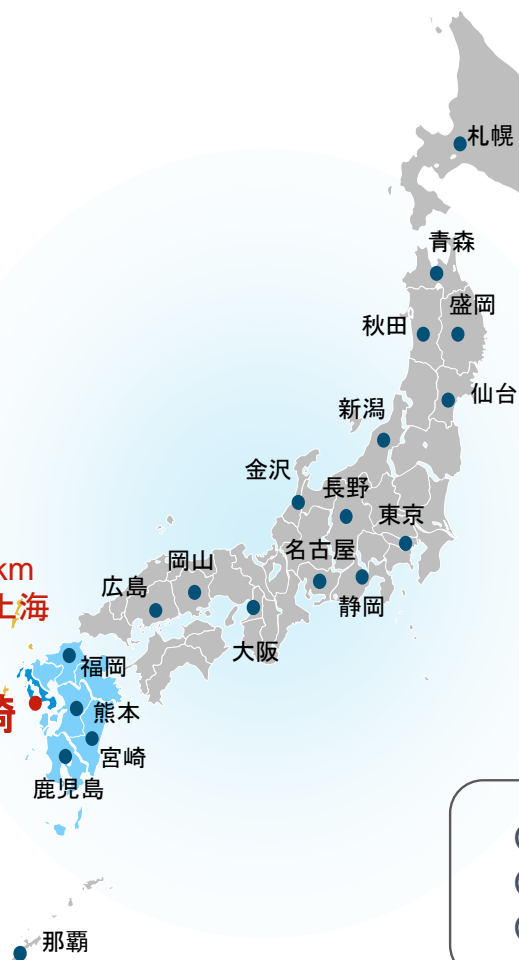 札幌
青森
盛岡
秋田
仙台
新潟
金沢
長野
東京
名古屋
岡山
km
広島
上海
静岡
大阪
福岡
崎
熊本
宮崎
鹿児島
那覇